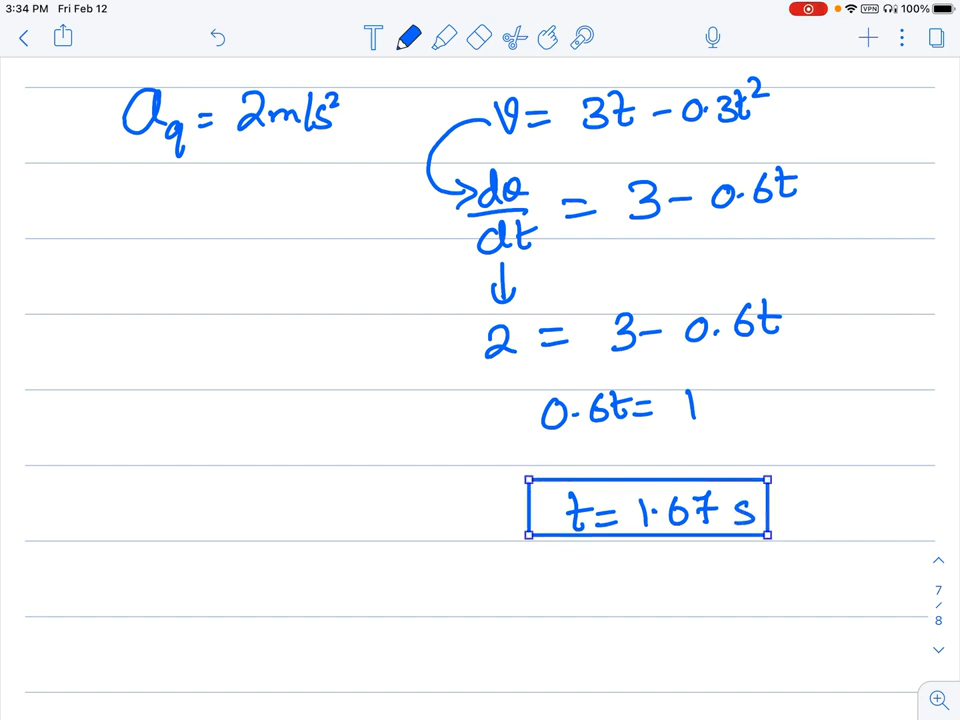 3:34 PM Fri Feb 12
VPN 100%
T
a_q = 2m/s² v = 3t - 0.3t²
dv/dt = 3 - 0.6t
2 = 3 - 0.6t
0.6t = 1
t = 1.67 s
7
/
8